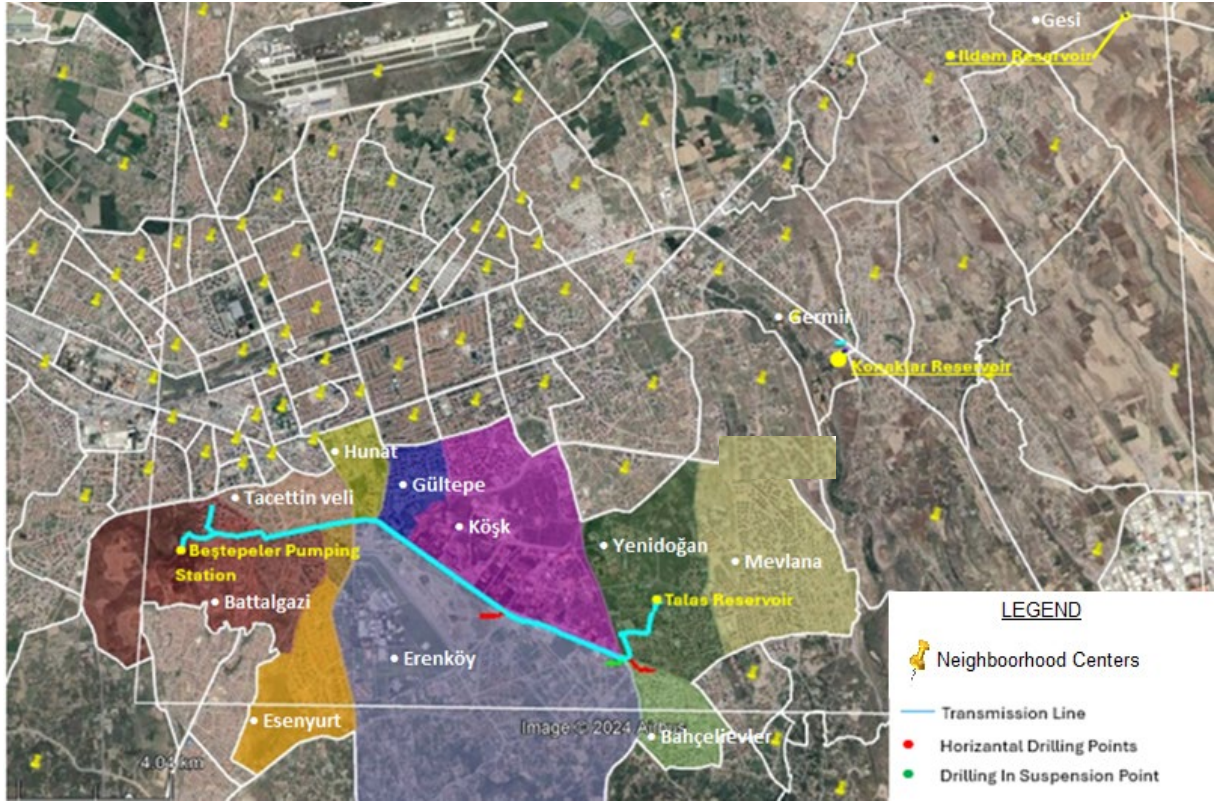 Gesi
Ildem Reservoir
Germir
Konaklar Reservoir
Hunat
Gültepe
Tacettin veli
Köşk
Yenidoğan
Beştepeler Pumping
Station
Mevlana
Battalgazi
Talas Reservoir
Erenköy
Esenyurt
Image © 2024 Airbus
Bahçelievler
4.04 km
LEGEND
Neighboorhood Centers
Transmission Line
Horizantal Drilling Points
Drilling In Suspension Point